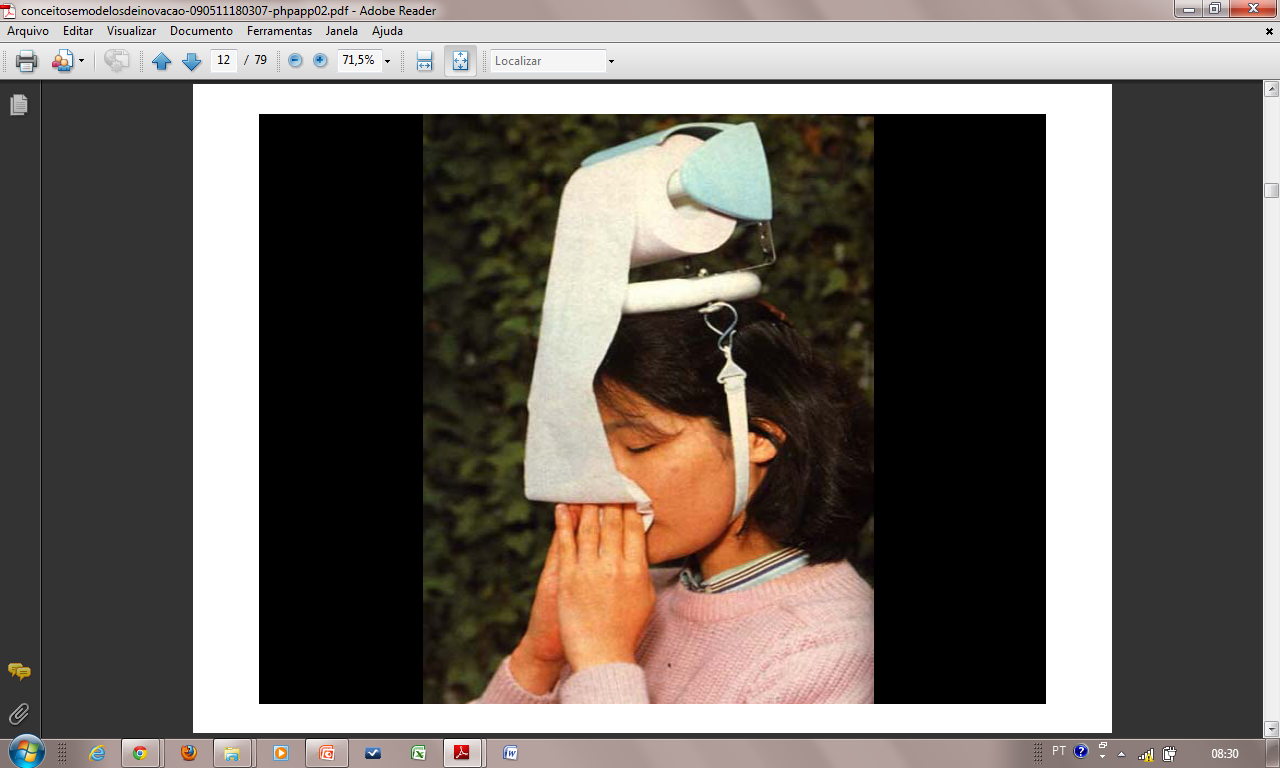 conceitosemodelosdeinovacao-090511180307-phpapp02.pdf - Adobe Reader
Arquivo Editar Visualizar Documento Ferramentas Janela Ajuda
12 / 79 71,5% Localizar
PT 08:30